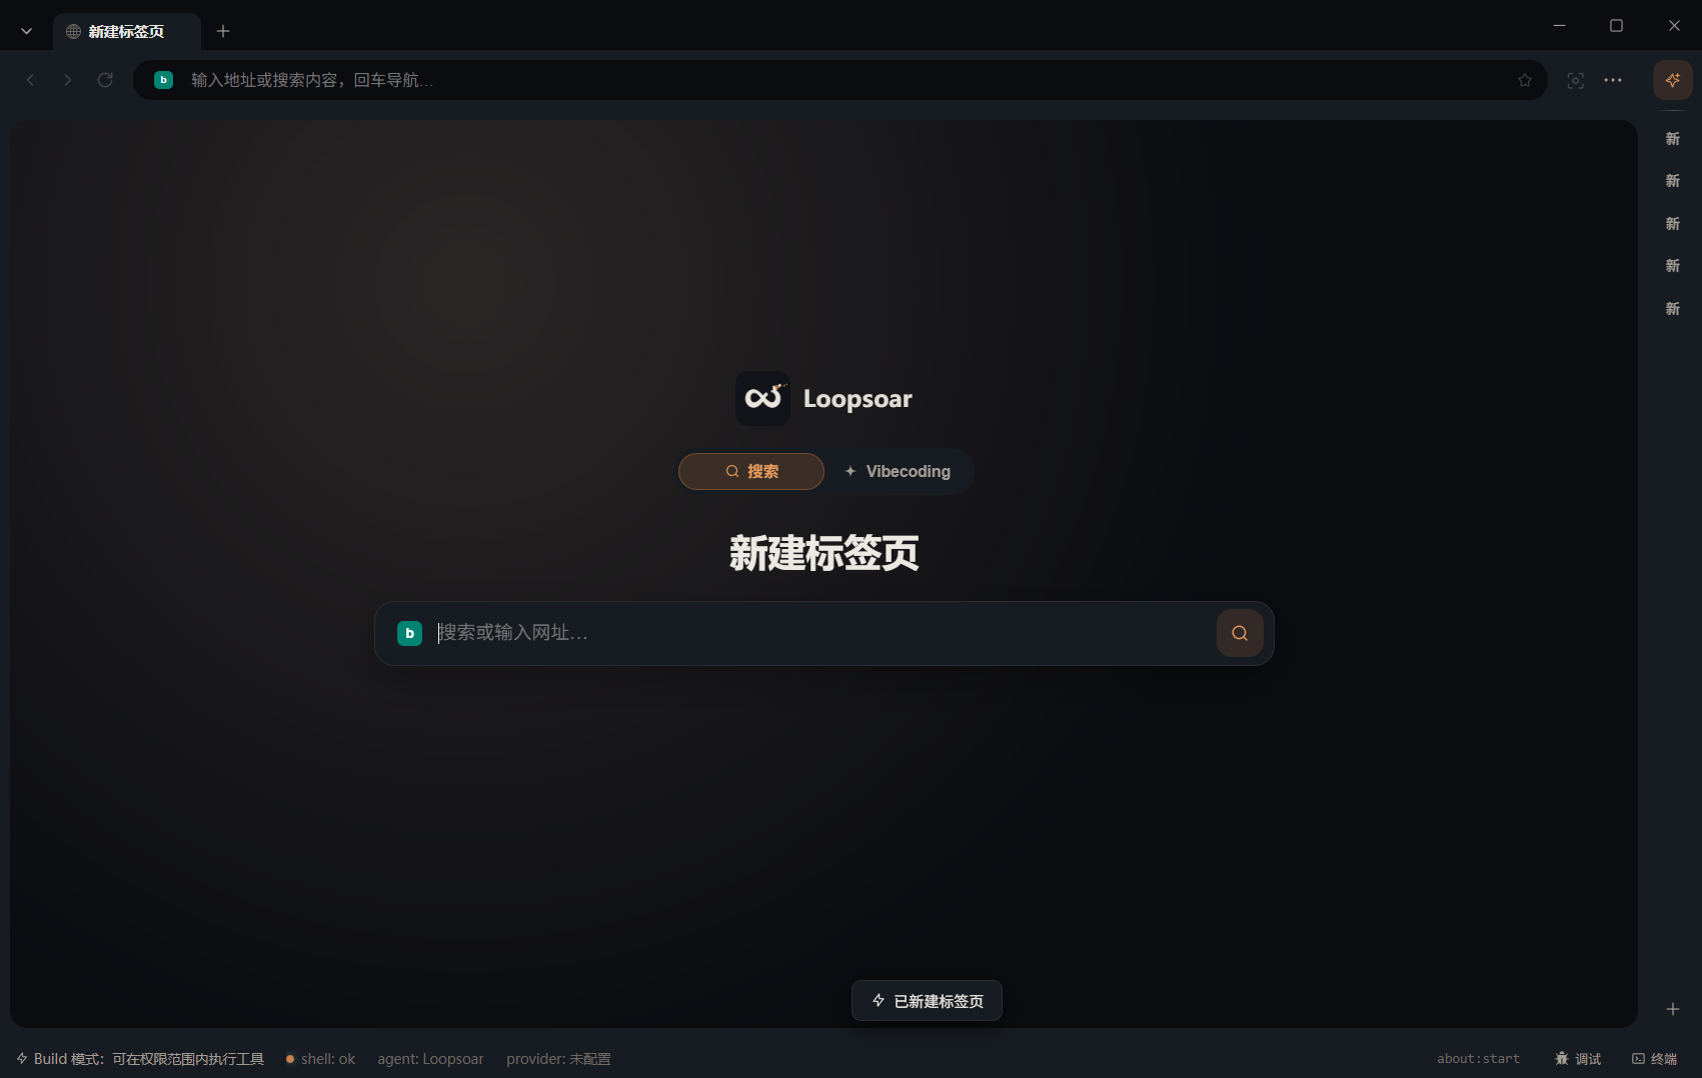 新建标签页
b 输入地址或搜索内容，回车导航...
新
新
新
新
新
Loopsoar
搜索 Vibecoding
新建标签页
b 搜索或输入网址...
已新建标签页
Build 模式：可在权限范围内执行工具 shell: ok agent: Loopsoar provider: 未配置 about:start 调试 终端